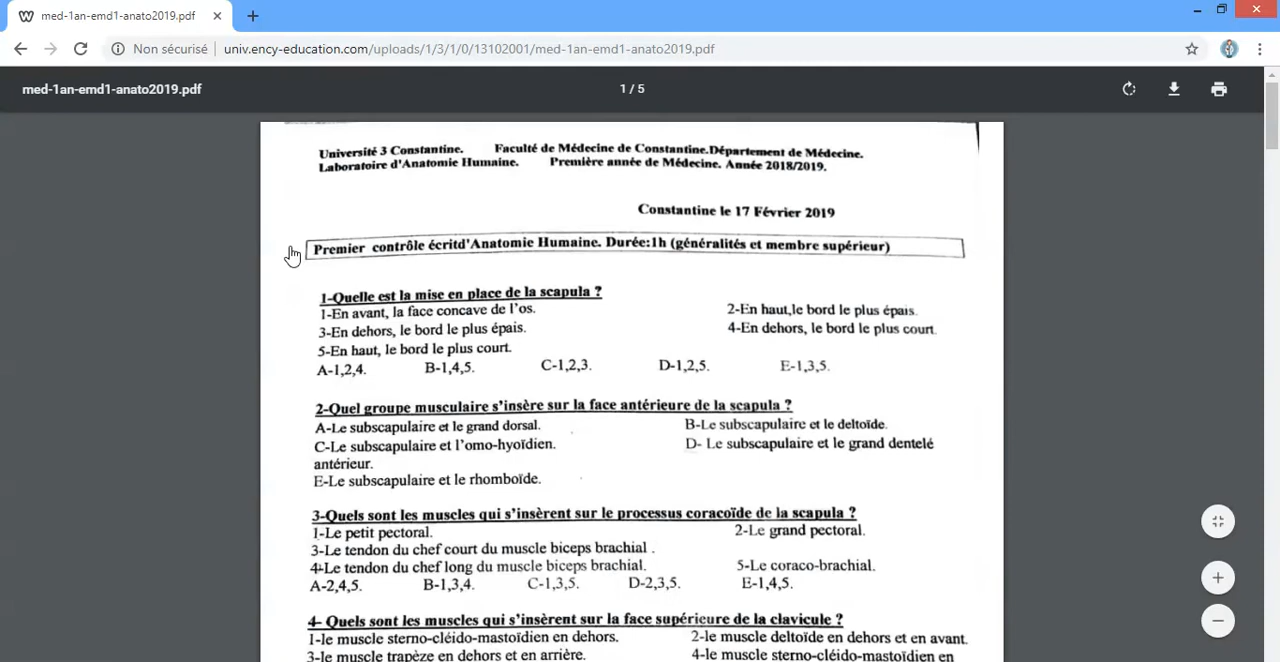 med-1an-emd1-anato2019.pdf
Non sécurisé univ.ency-education.com/uploads/1/3/1/0/13102001/med-1an-emd1-anato2019.pdf
med-1an-emd1-anato2019.pdf 1 / 5
Université 3 Constantine. Faculté de Médecine de Constantine.Département de Médecine.
Laboratoire d'Anatomie Humaine. Première année de Médecine. Année 2018/2019.
Constantine le 17 Février 2019
Premier contrôle écritd'Anatomie Humaine. Durée:1h (généralités et membre supérieur)
1-Quelle est la mise en place de la scapula ?
1-En avant, la face concave de l'os. 2-En haut,le bord le plus épais.
3-En dehors, le bord le plus épais. 4-En dehors, le bord le plus court.
5-En haut, le bord le plus court.
A-1,2,4. B-1,4,5. C-1,2,3. D-1,2,5. E-1,3,5.
2-Quel groupe musculaire s'insère sur la face antérieure de la scapula ?
A-Le subscapulaire et le grand dorsal. B-Le subscapulaire et le deltoïde.
C-Le subscapulaire et l'omo-hyoïdien. D- Le subscapulaire et le grand dentelé
antérieur.
E-Le subscapulaire et le rhomboïde.
3-Quels sont les muscles qui s'insèrent sur le processus coracoïde de la scapula ?
1-Le petit pectoral. 2-Le grand pectoral.
3-Le tendon du chef court du muscle biceps brachial .
4-Le tendon du chef long du muscle biceps brachial. 5-Le coraco-brachial.
A-2,4,5. B-1,3,4. C-1,3,5. D-2,3,5. E-1,4,5.
4- Quels sont les muscles qui s'insèrent sur la face supérieure de la clavicule ?
1-le muscle sterno-cléido-mastoïdien en dehors. 2-le muscle deltoïde en dehors et en avant.
3-le muscle trapèze en dehors et en arrière. 4-le muscle sterno-cléido-mastoïdien en